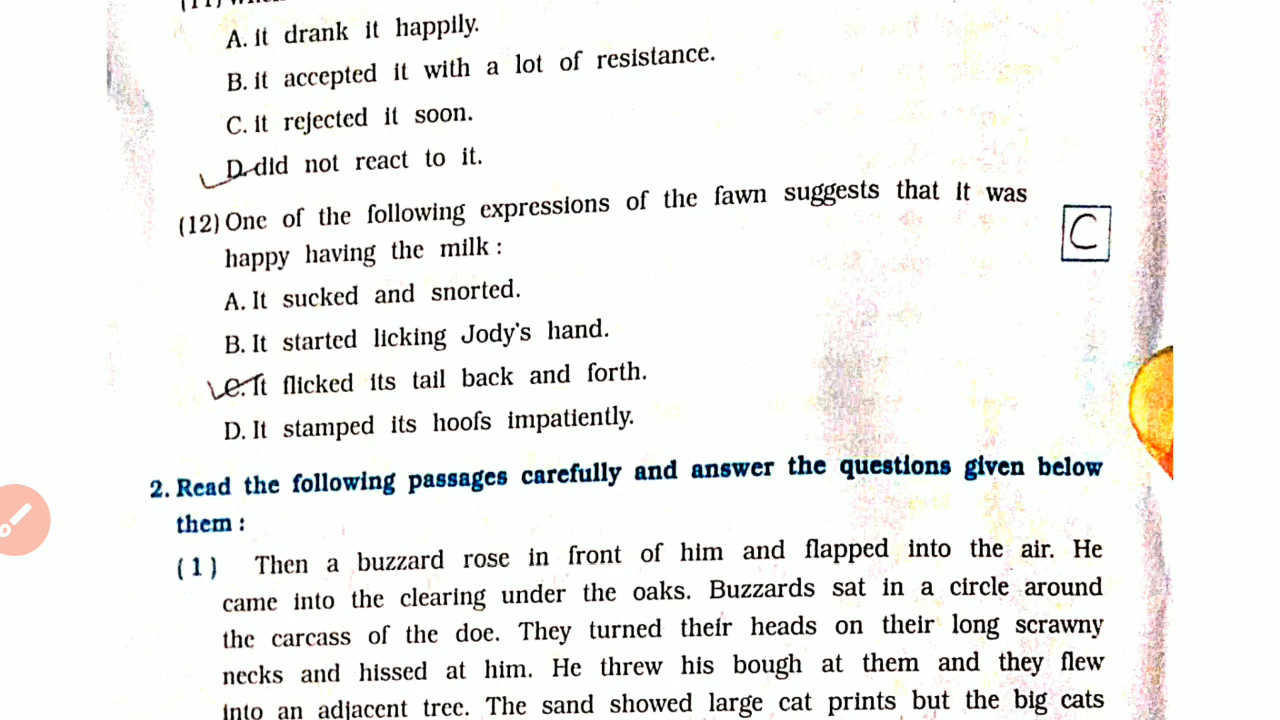 A. it drank it happily.
B. it accepted it with a lot of resistance.
C. it rejected it soon.
D. did not react to it.
(12) One of the following expressions of the fawn suggests that it was
happy having the milk :
C
A. It sucked and snorted.
B. It started licking Jody's hand.
C. It flicked its tail back and forth.
D. It stamped its hoofs impatiently.
2. Read the following passages carefully and answer the questions given below
them :
(1) Then a buzzard rose in front of him and flapped into the air. He
came into the clearing under the oaks. Buzzards sat in a circle around
the carcass of the doe. They turned their heads on their long scrawny
necks and hissed at him. He threw his bough at them and they flew
into an adjacent tree. The sand showed large cat prints but the big cats